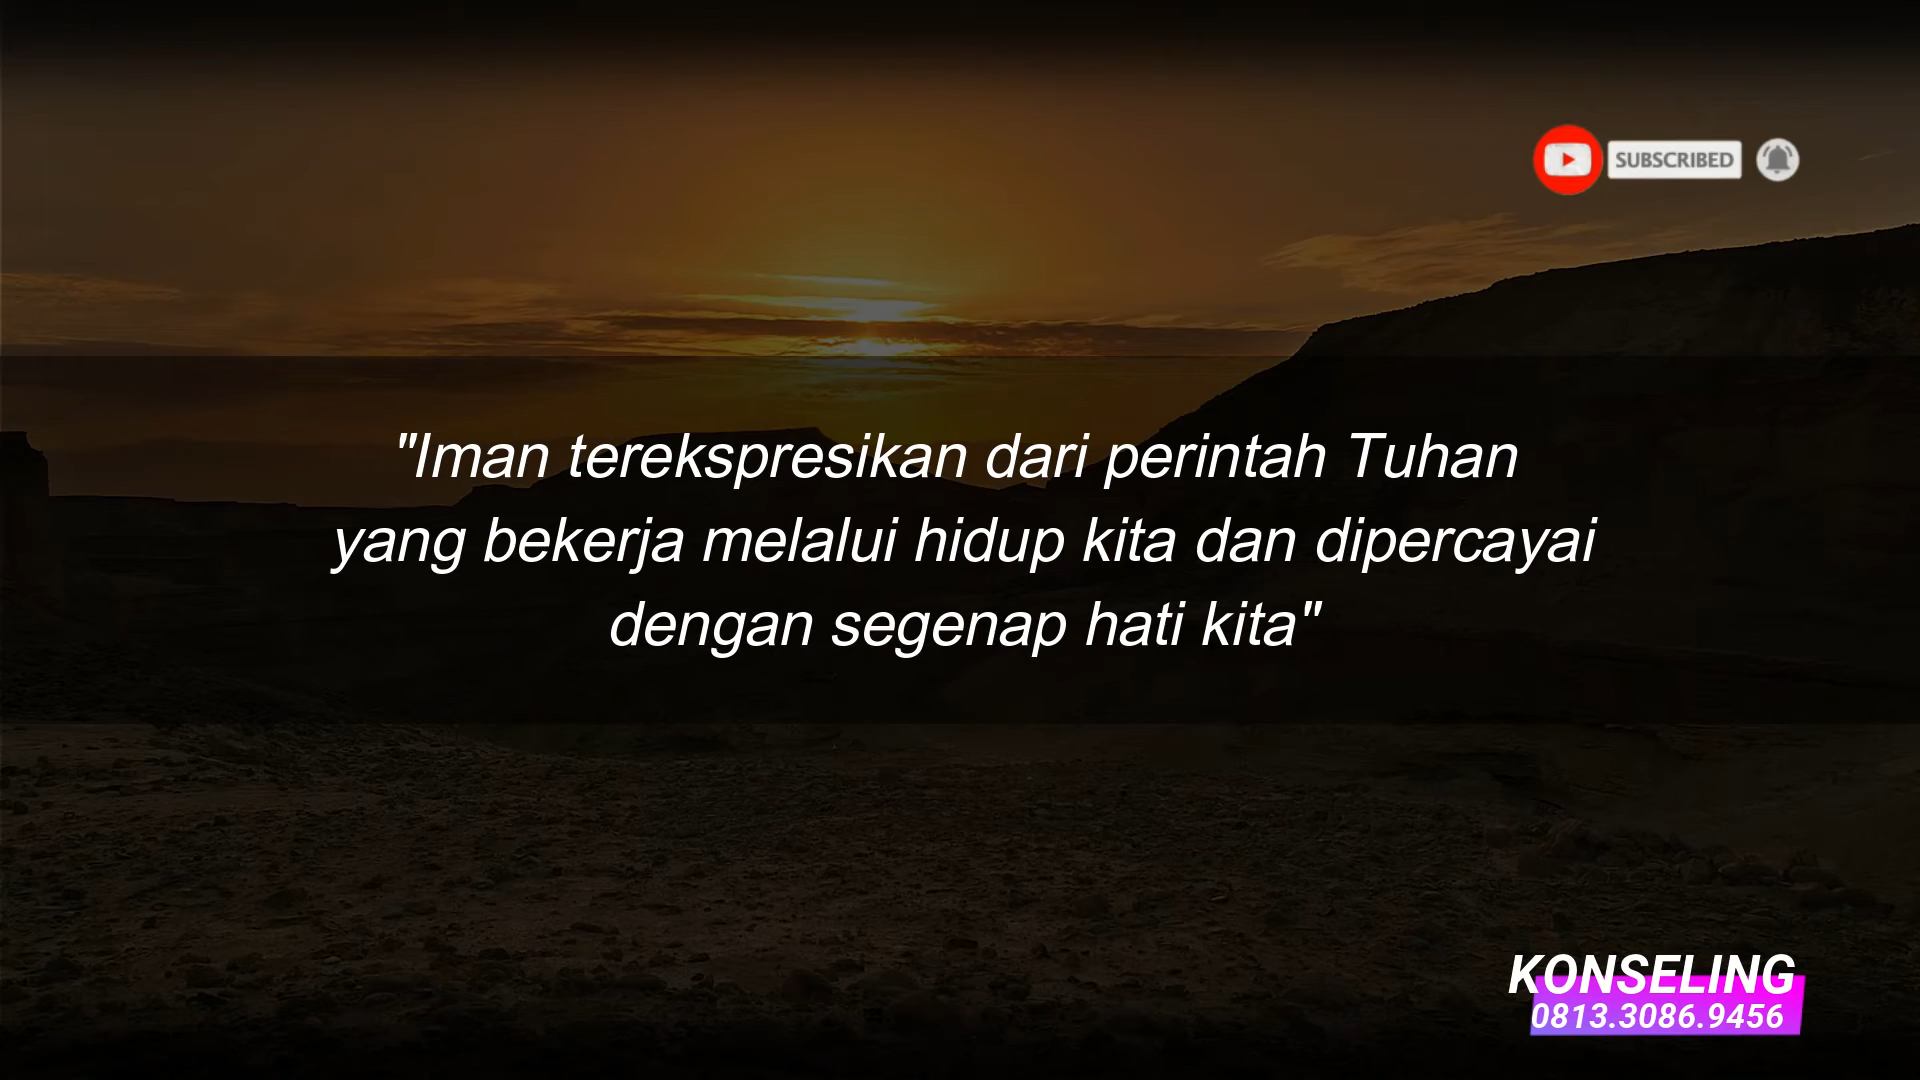 SUBSCRIBED
"Iman terekspresikan dari perintah Tuhan
yang bekerja melalui hidup kita dan dipercayai
dengan segenap hati kita"
KONSELING
0813.3086.9456